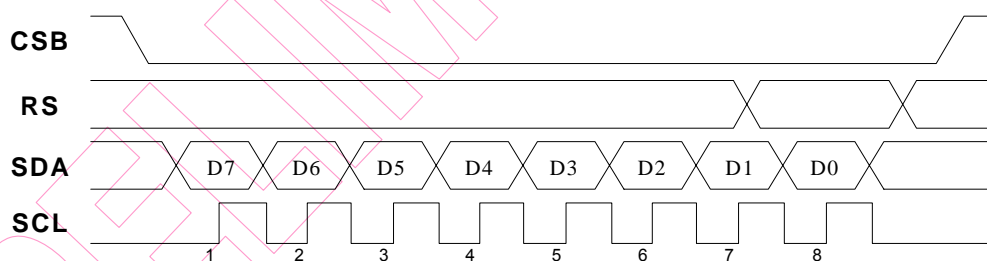 CSB
RS
SDA D7 D6 D5 D4 D3 D2 D1 D0
SCL
1 2 3 4 5 6 7 8